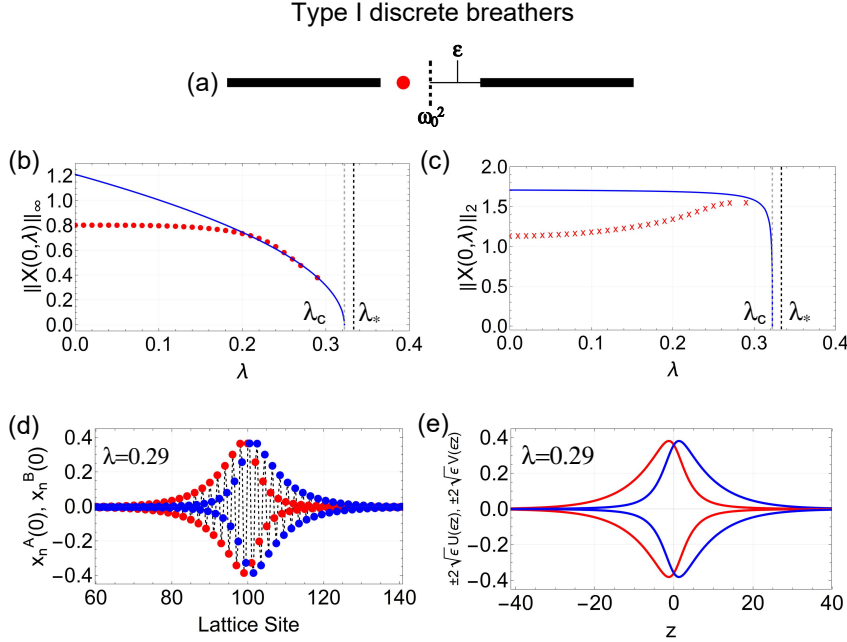 Type I discrete breathers
(a)
ε
ω₀²
(b)
||X(0,λ)||∞
1.2
1.0
0.8
0.6
0.4
0.2
0.0
λc
λ*
0.0 0.1 0.2 0.3 0.4
λ
(c)
||X(0,λ)||₂
2.0
1.5
1.0
0.5
0.0
λc
λ*
0.0 0.1 0.2 0.3 0.4
λ
(d)
xₙᴬ(0), xₙᴮ(0)
0.4
0.2
0.0
-0.2
-0.4
λ=0.29
60 80 100 120 140
Lattice Site
(e)
±2√ε U(εz), ±2√ε V(εz)
0.4
0.2
0.0
-0.2
-0.4
λ=0.29
-40 -20 0 20 40
z